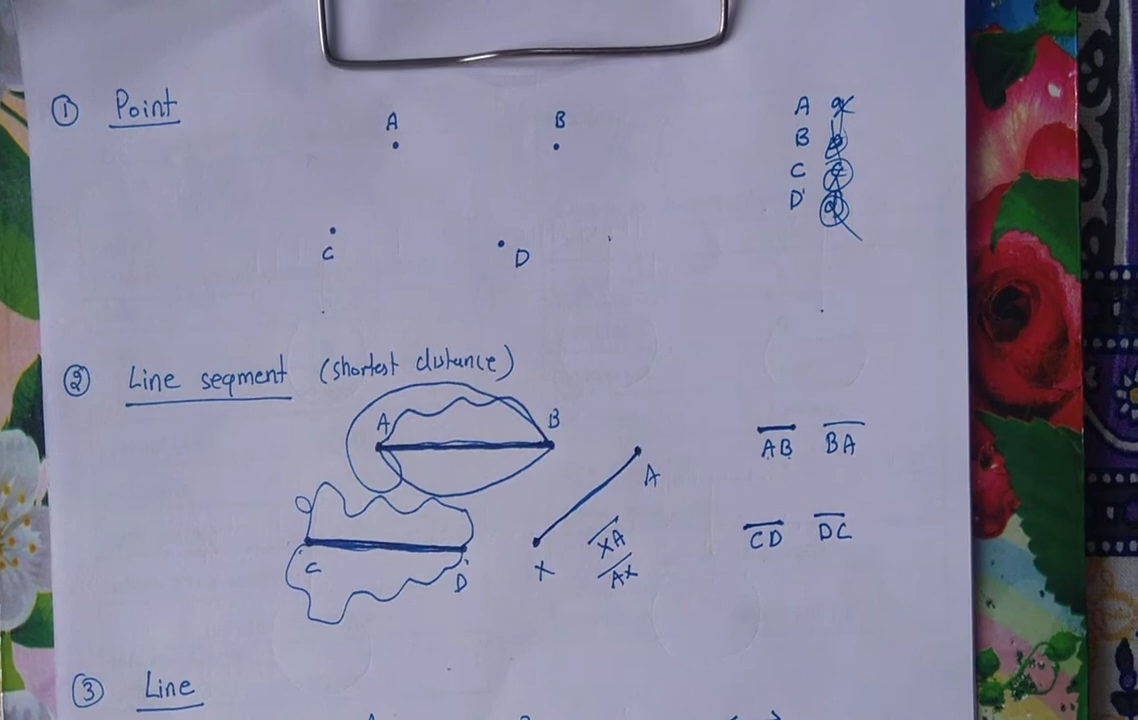 ① Point
A B
C D
A
B
C
D
② Line segment (shortest distance)
A B
A
X
XA
AX
C D
AB BA
CD DC
③ Line